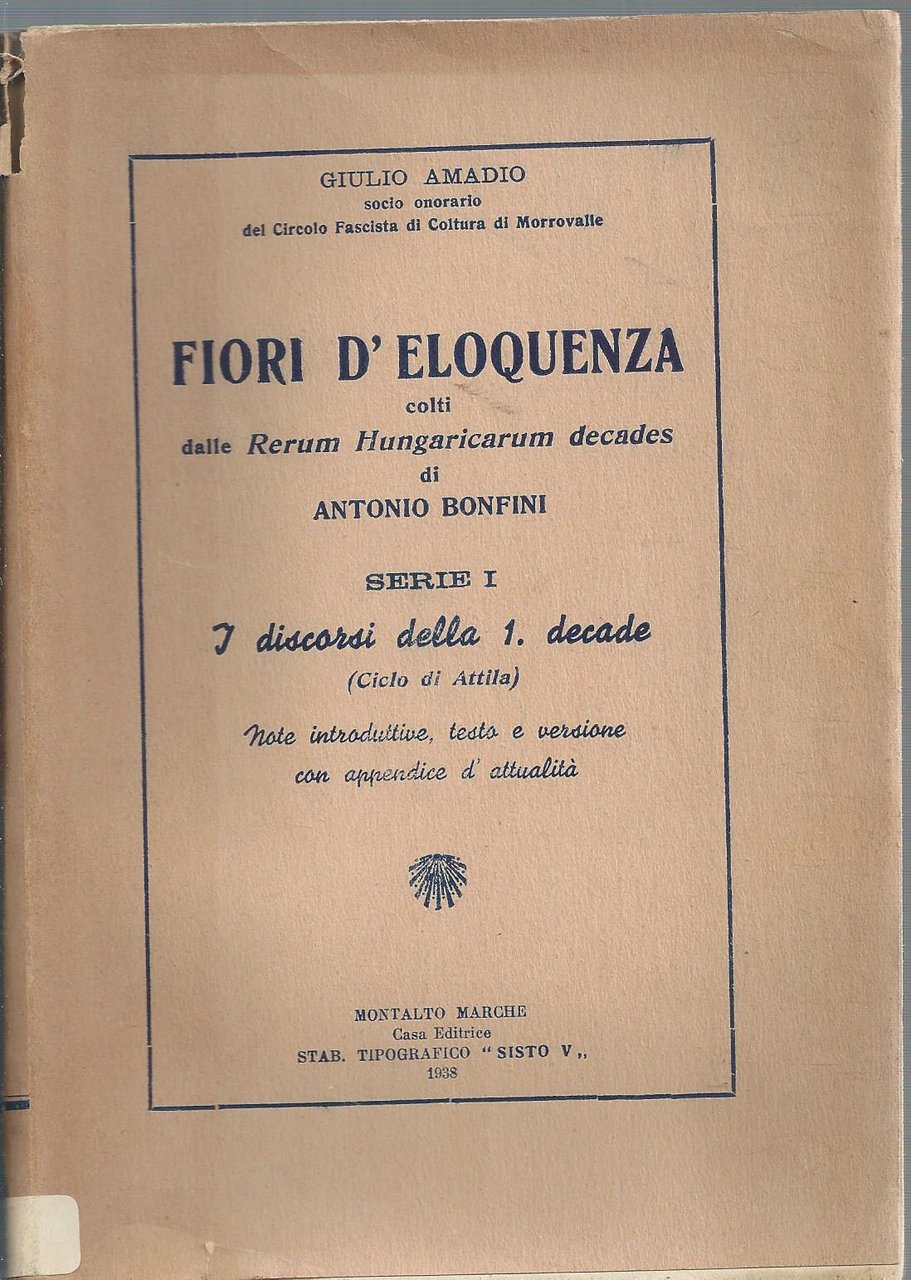 GIULIO AMADIO
socio onorario
del Circolo Fascista di Coltura di Morrovalle
FIORI D' ELOQUENZA
colti
dalle Rerum Hungaricarum decades
di
ANTONIO BONFINI
SERIE I
I discorsi della 1. decade
(Ciclo di Attila)
Note introduttive, testo e versione
con appendice d' attualità
MONTALTO MARCHE
Casa Editrice
STAB. TIPOGRAFICO “ SISTO V „
1938